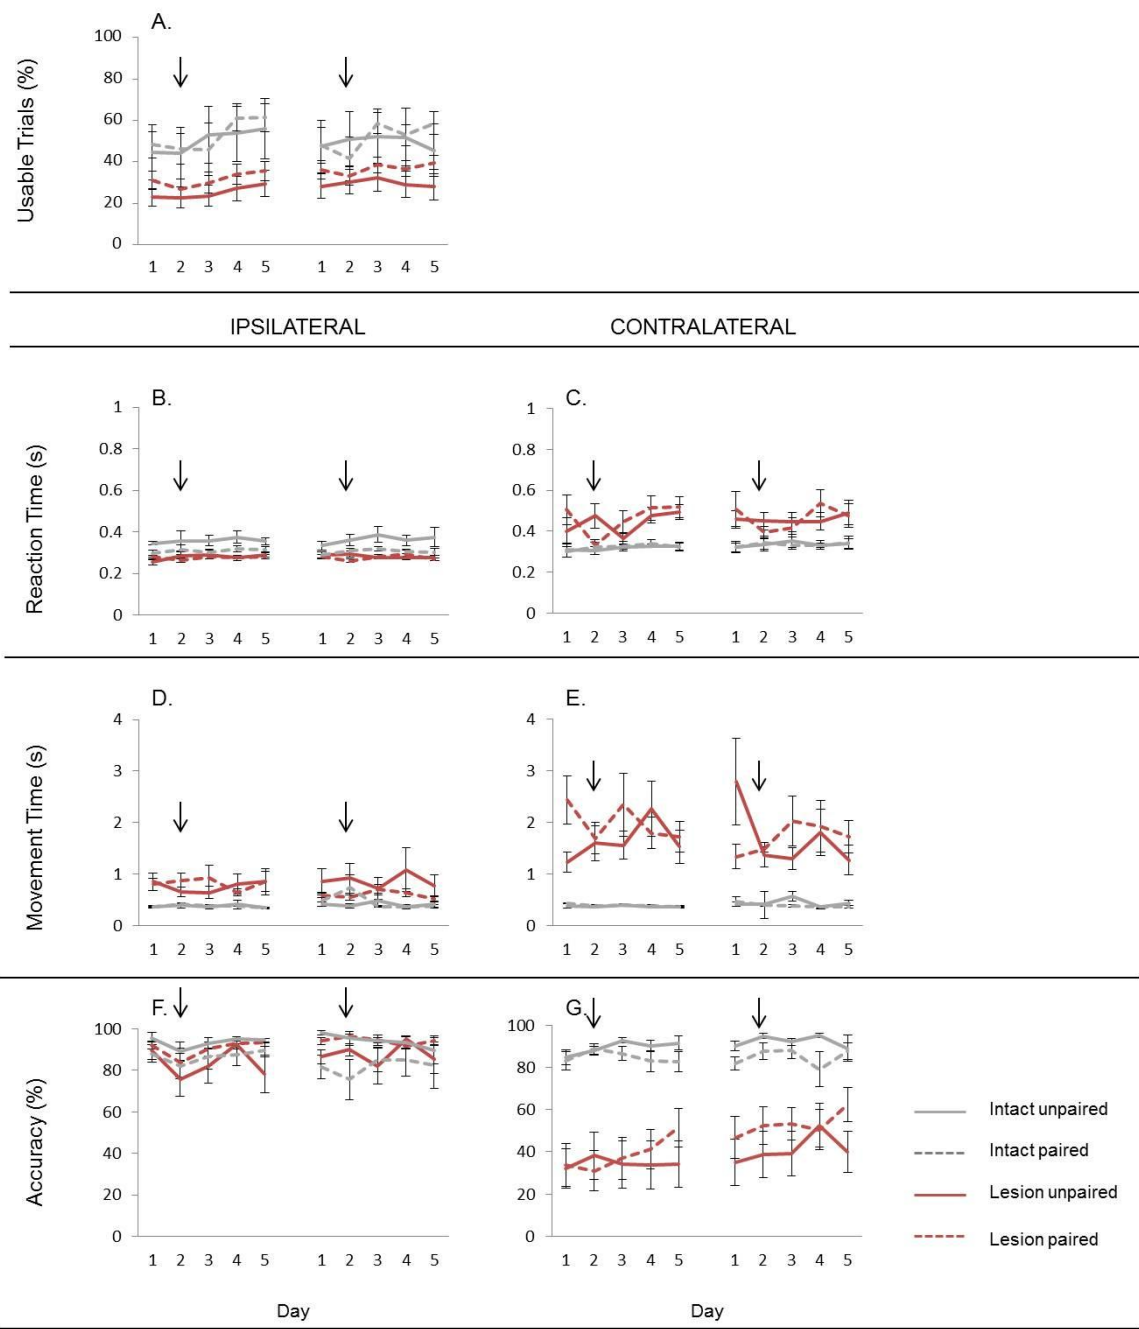 A.
Usable Trials (%)
100
80
60
40
20
0
1 2 3 4 5 1 2 3 4 5
IPSILATERAL CONTRALATERAL
B. C.
Reaction Time (s)
1 1
0.8 0.8
0.6 0.6
0.4 0.4
0.2 0.2
0 0
1 2 3 4 5 1 2 3 4 5 1 2 3 4 5 1 2 3 4 5
D. E.
Movement Time (s)
4 4
3 3
2 2
1 1
0 0
1 2 3 4 5 1 2 3 4 5 1 2 3 4 5 1 2 3 4 5
F. G.
Accuracy (%)
100 100
80 80
60 60
40 40
20 20
0 0
1 2 3 4 5 1 2 3 4 5 1 2 3 4 5 1 2 3 4 5
Intact unpaired
Intact paired
Lesion unpaired
Lesion paired
Day Day